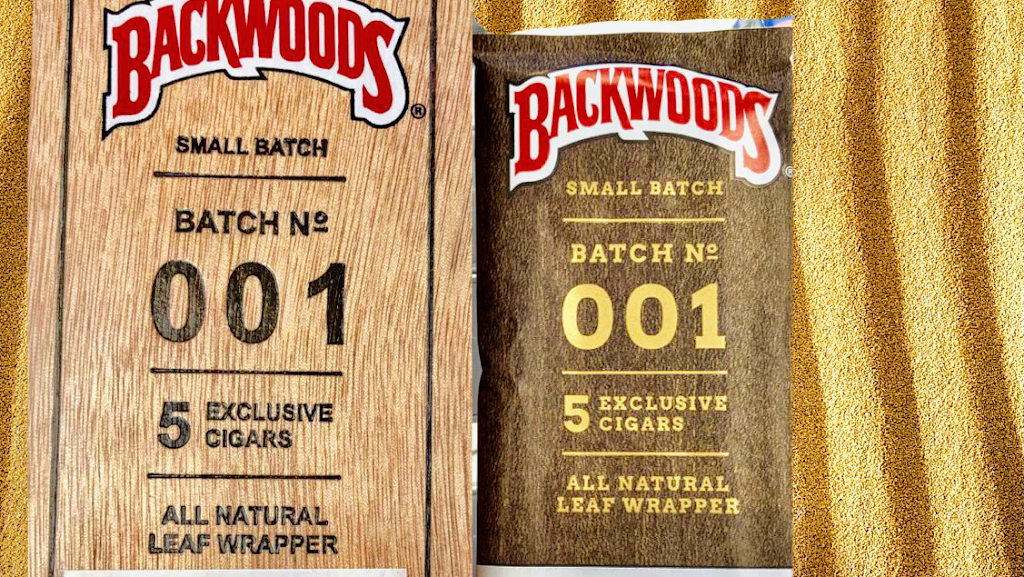 BACKWOODS®
SMALL BATCH
BATCH Nº
001
5 EXCLUSIVE
CIGARS
ALL NATURAL
LEAF WRAPPER
BACKWOODS®
SMALL BATCH
BATCH Nº
001
5 EXCLUSIVE
CIGARS
ALL NATURAL
LEAF WRAPPER